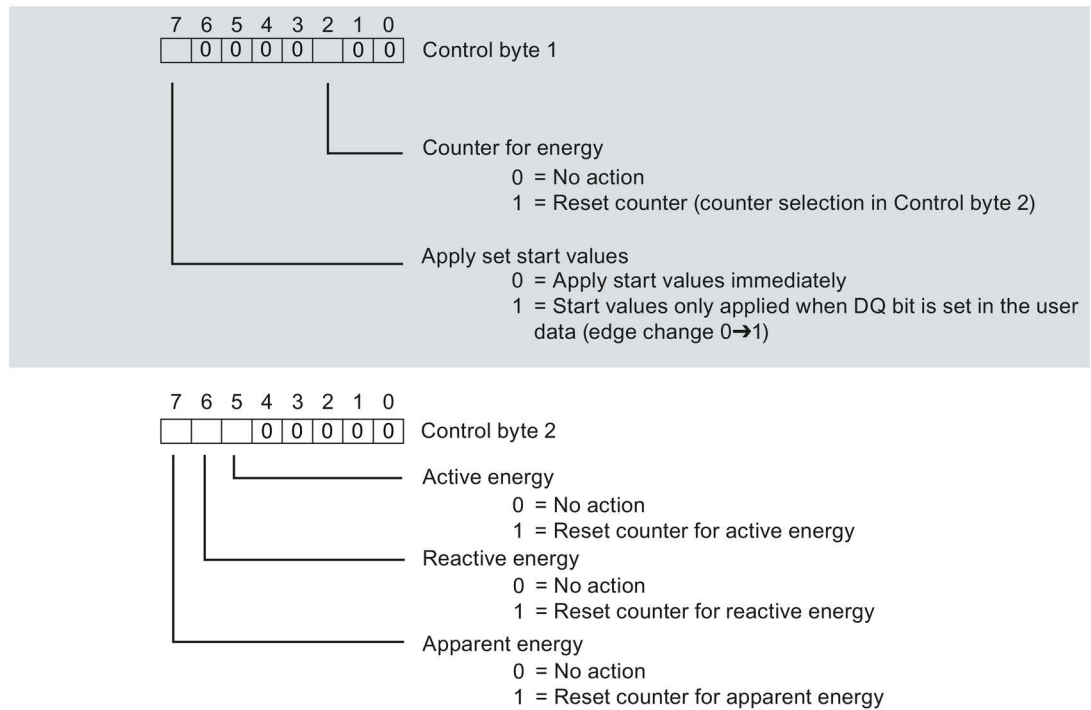 7 6 5 4 3 2 1 0
0 0 0 0 0 0 Control byte 1
Counter for energy
0 = No action
1 = Reset counter (counter selection in Control byte 2)
Apply set start values
0 = Apply start values immediately
1 = Start values only applied when DQ bit is set in the user
data (edge change 0➔1)
7 6 5 4 3 2 1 0
0 0 0 0 0 Control byte 2
Active energy
0 = No action
1 = Reset counter for active energy
Reactive energy
0 = No action
1 = Reset counter for reactive energy
Apparent energy
0 = No action
1 = Reset counter for apparent energy